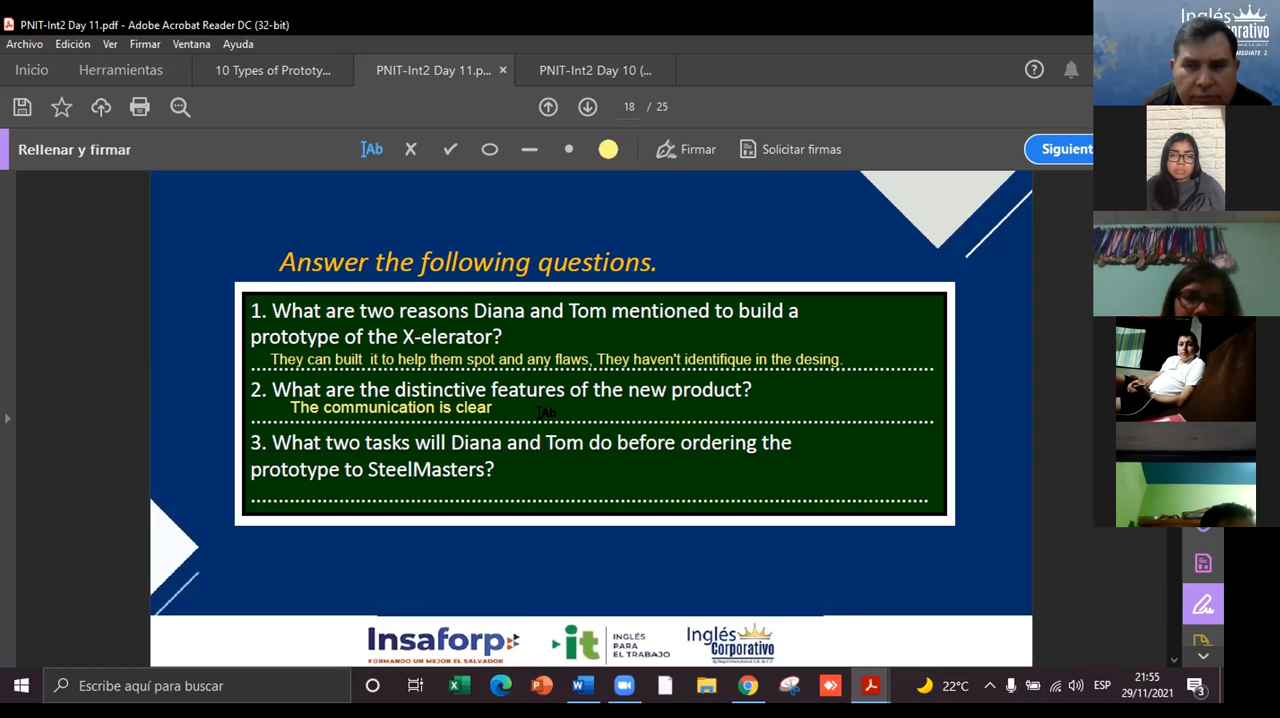 PNIT-Int2 Day 11.pdf - Adobe Acrobat Reader DC (32-bit)
Archivo Edición Ver Firmar Ventana Ayuda
Inicio Herramientas 10 Types of Prototy... PNIT-Int2 Day 11.p... × PNIT-Int2 Day 10 (...
18 / 25
Rellenar y firmar
Ab
Firmar
Solicitar firmas
Siguient
Answer the following questions.
1. What are two reasons Diana and Tom mentioned to build a
prototype of the X-elerator?
They can built it to help them spot and any flaws, They haven't identifique in the desing.
2. What are the distinctive features of the new product?
The communication is clear
Ab
3. What two tasks will Diana and Tom do before ordering the
prototype to SteelMasters?
Insaforp
FORMANDO UN MEJOR EL SALVADOR
it
INGLÉS
PARA
EL TRABAJO
Inglés
Corporativo
Inglés
MEDIATE 2
Escribe aquí para buscar
22°C
ESP
21:55
29/11/2021
3